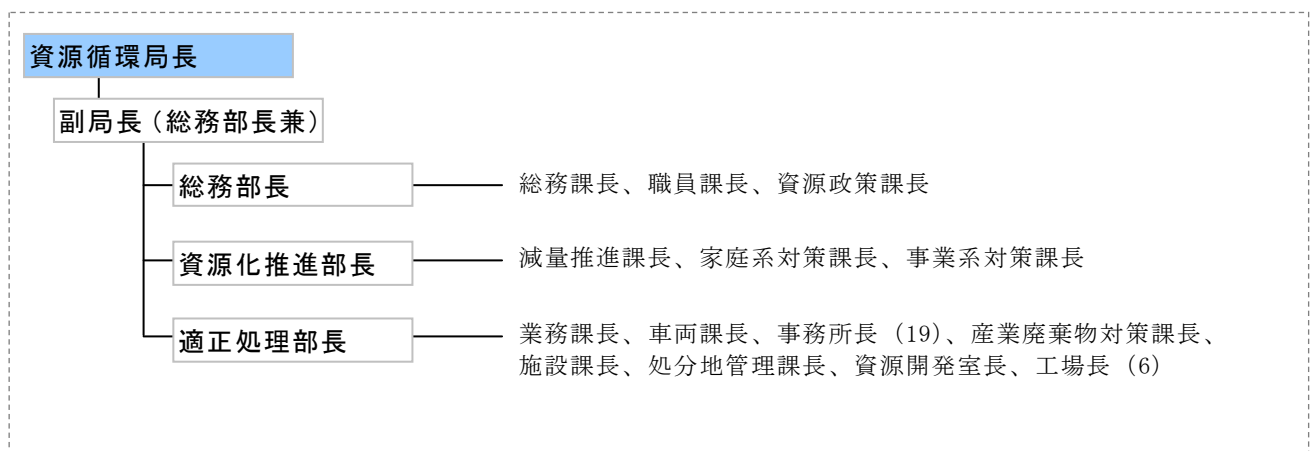 資源循環局長
副局長（総務部長兼）
総務部長
総務課長、職員課長、資源政策課長
資源化推進部長
減量推進課長、家庭系対策課長、事業系対策課長
適正処理部長
業務課長、車両課長、事務所長 (19)、産業廃棄物対策課長、
施設課長、処分地管理課長、資源開発室長、工場長 (6)